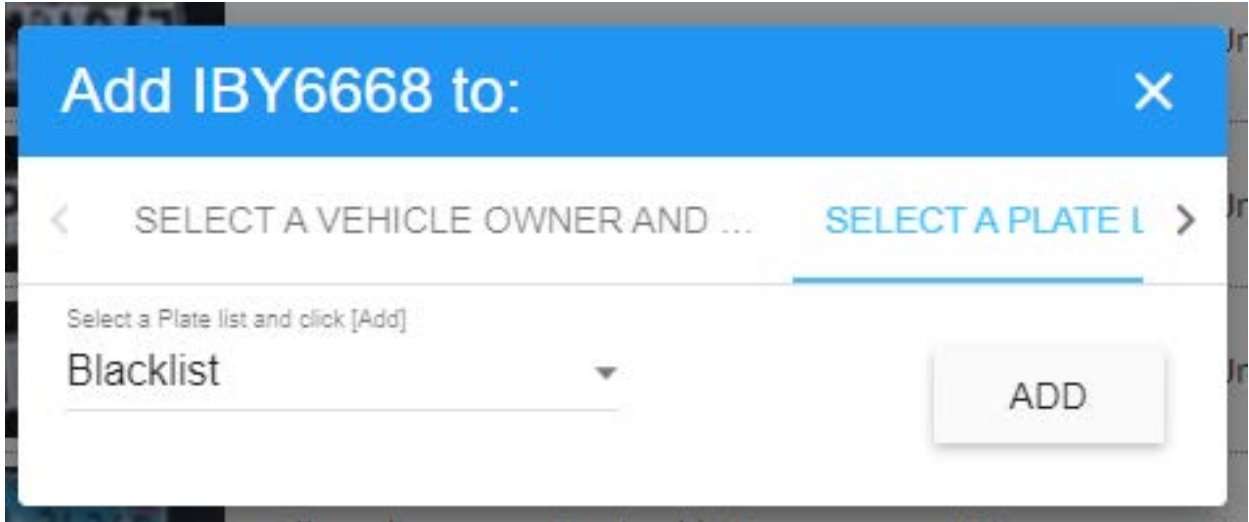 Add IBY6668 to:
SELECT A VEHICLE OWNER AND ...
SELECT A PLATE L
Select a Plate list and click [Add]
Blacklist
ADD